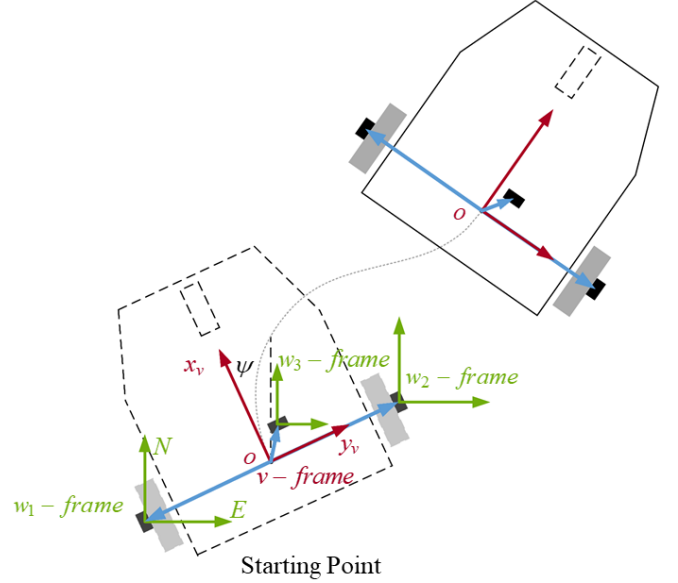 o
x_v
ψ
w_3 − frame
w_2 − frame
N
o
y_v
v − frame
w_1 − frame
E
Starting Point